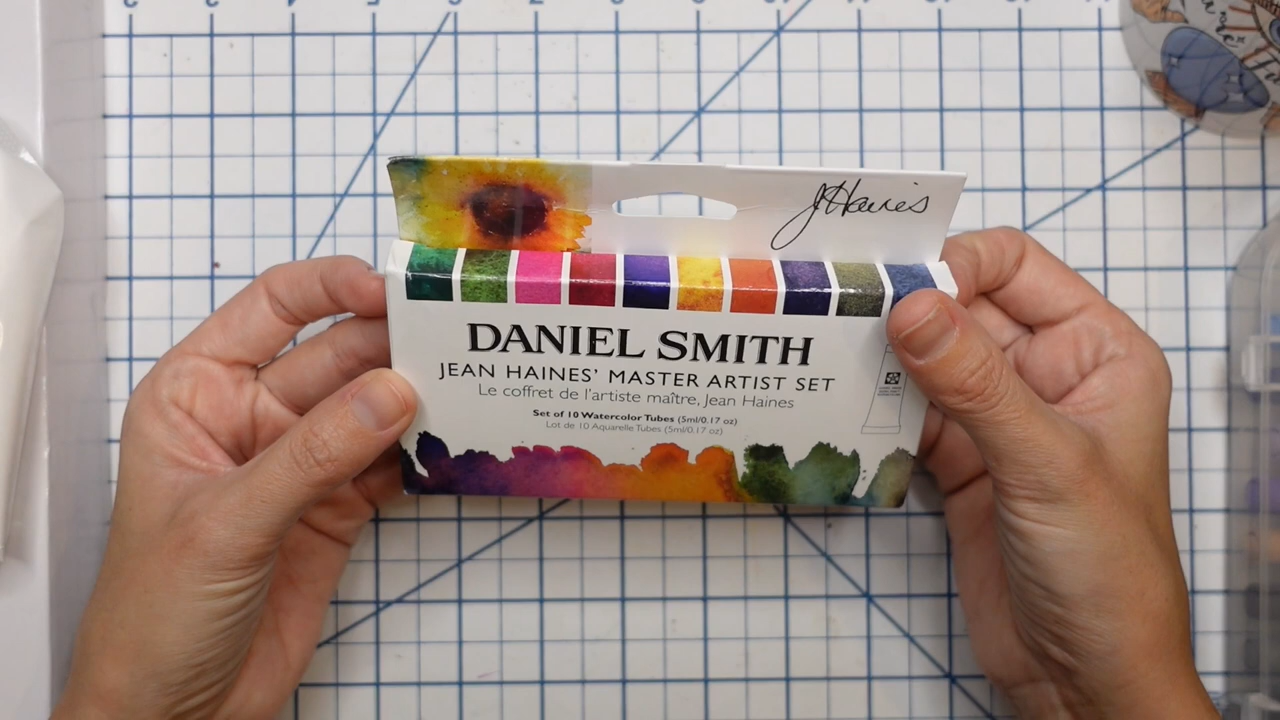 JHaines
DANIEL SMITH
JEAN HAINES' MASTER ARTIST SET
Le coffret de l'artiste maître, Jean Haines
Set of 10 Watercolor Tubes (5ml/0.17 oz)
Lot de 10 Aquarelle Tubes (5ml/0.17 oz)